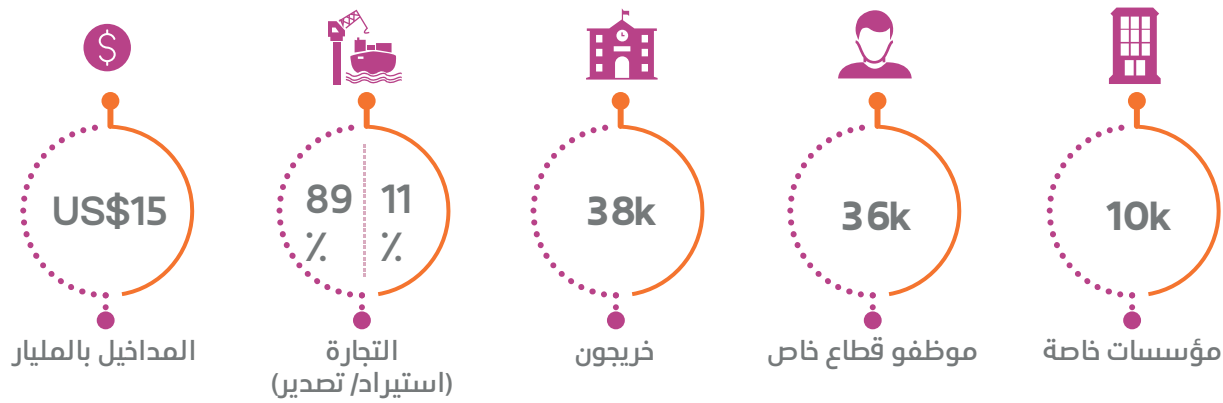 10k
مؤسسات خاصة
36k
موظفو قطاع خاص
38k
خريجون
11 ٪
89 ٪
التجارة
(استيراد/ تصدير)
US$15
المداخيل بالمليار